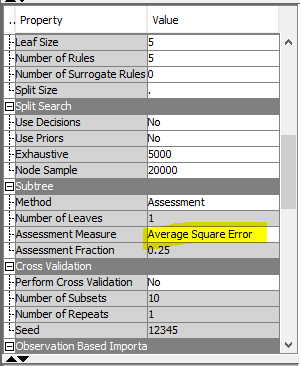 .. Property Value
Leaf Size 5
Number of Rules 5
Number of Surrogate Rules 0
Split Size .
Split Search
Use Decisions No
Use Priors No
Exhaustive 5000
Node Sample 20000
Subtree
Method Assessment
Number of Leaves 1
Assessment Measure Average Square Error
Assessment Fraction 0.25
Cross Validation
Perform Cross Validation No
Number of Subsets 10
Number of Repeats 1
Seed 12345
Observation Based Importa